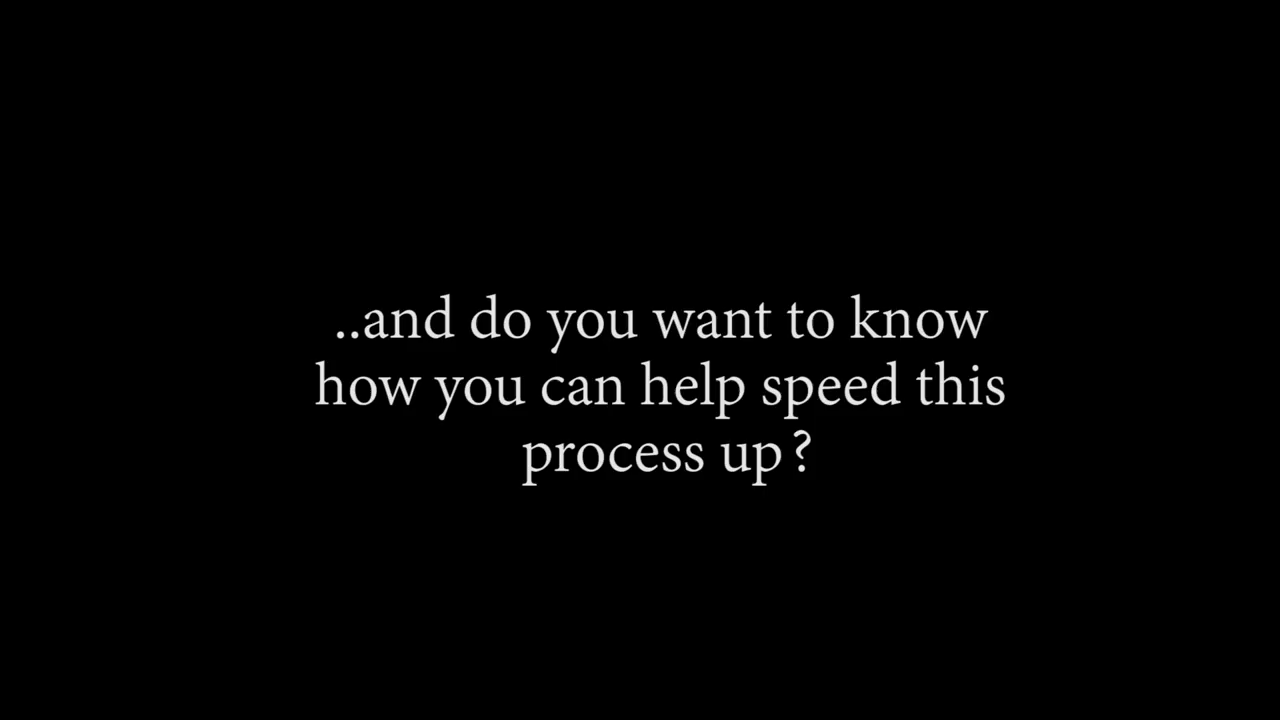 ..and do you want to know
how you can help speed this
process up?